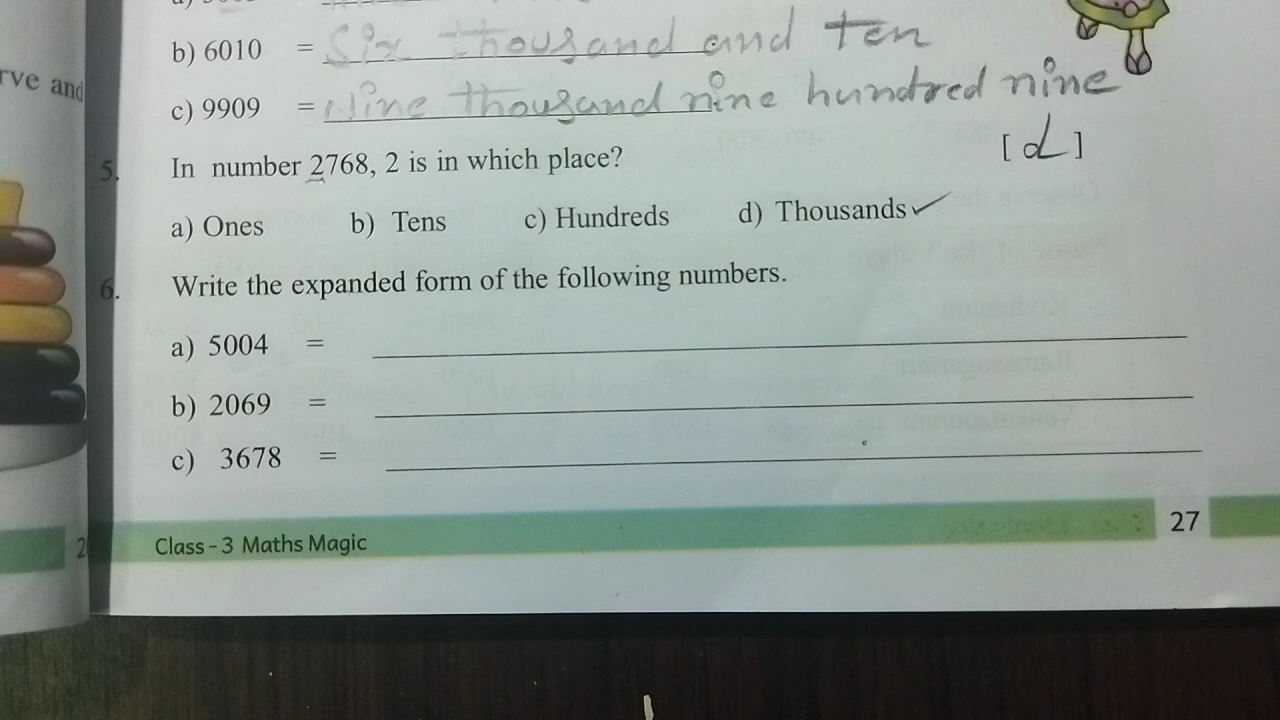 b) 6010 = Six thousand and ten
rve and
c) 9909 = Nine thousand nine hundred nine
5. In number 2768, 2 is in which place? [d]
a) Ones b) Tens c) Hundreds d) Thousands ✓
6. Write the expanded form of the following numbers.
a) 5004 =
b) 2069 =
c) 3678 =
Class - 3 Maths Magic
27